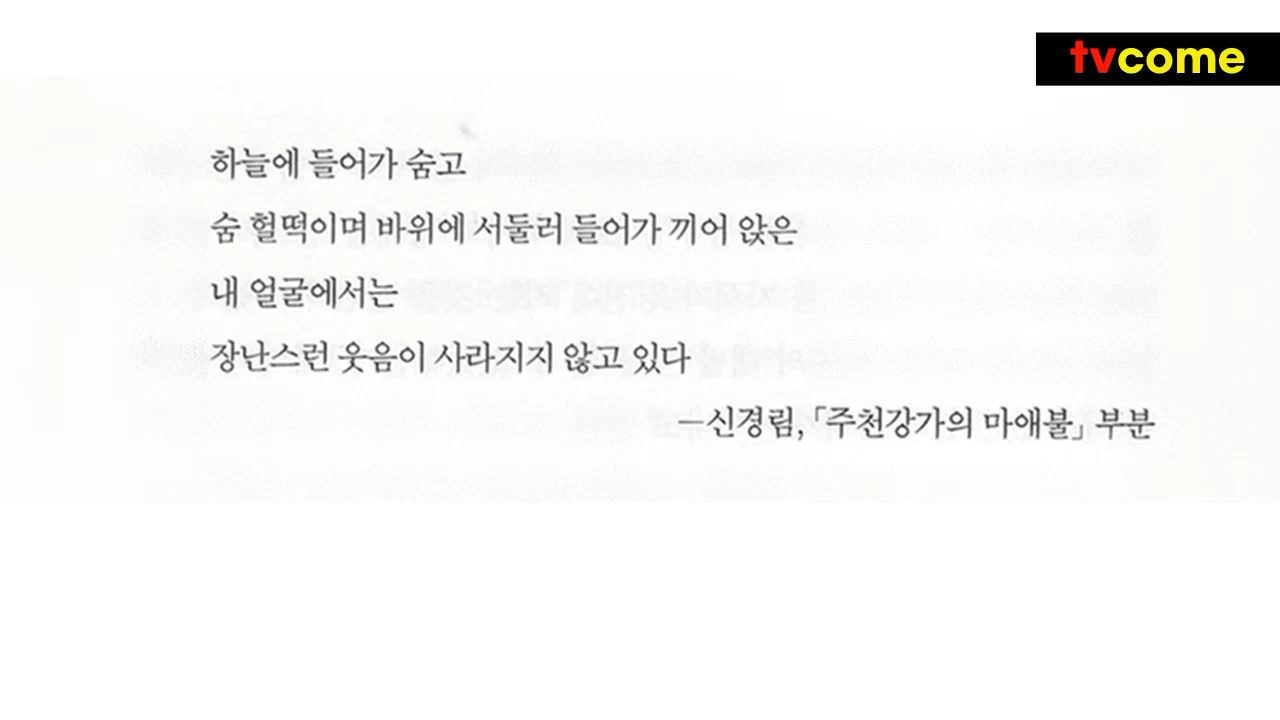 tvcome
하늘에 들어가 숨고
숨 헐떡이며 바위에 서둘러 들어가 끼어 앉은
내 얼굴에서는
장난스런 웃음이 사라지지 않고 있다
―신경림, 「주천강가의 마애불」 부분